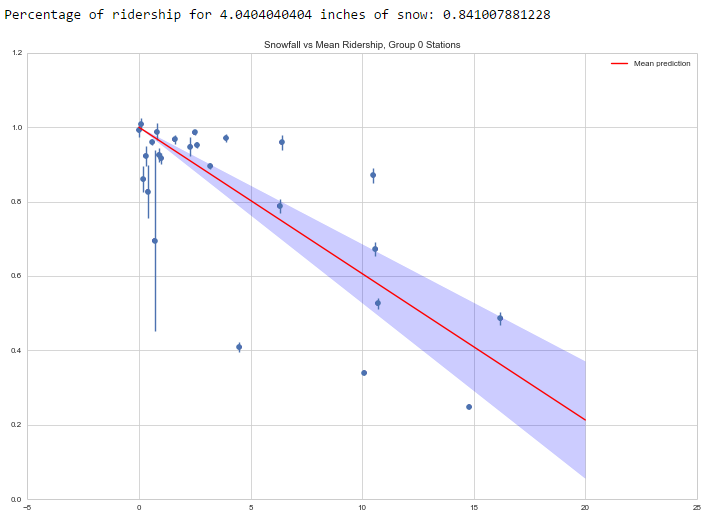 Percentage of ridership for 4.0404040404 inches of snow: 0.841007881228
Snowfall vs Mean Ridership, Group 0 Stations
Mean prediction
1.2
1.0
0.8
0.6
0.4
0.2
0.0
−5 0 5 10 15 20 25